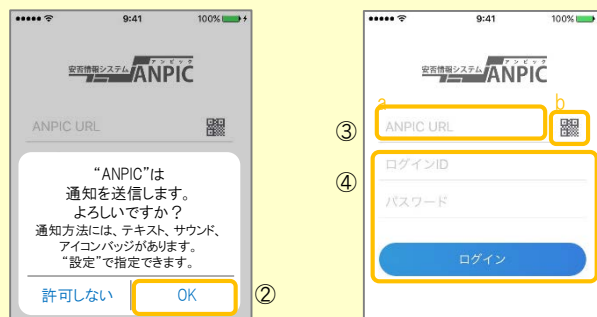 9:41
100%
安否情報システム
アンピック
ANPIC
ANPIC URL
“ANPIC”は
通知を送信します。
よろしいですか？
通知方法には、テキスト、サウンド、
アイコンバッジがあります。
“設定”で指定できます。
許可しない
OK
②
9:41
100%
安否情報システム
アンピック
ANPIC
a
b
③
ANPIC URL
④
ログインID
パスワード
ログイン